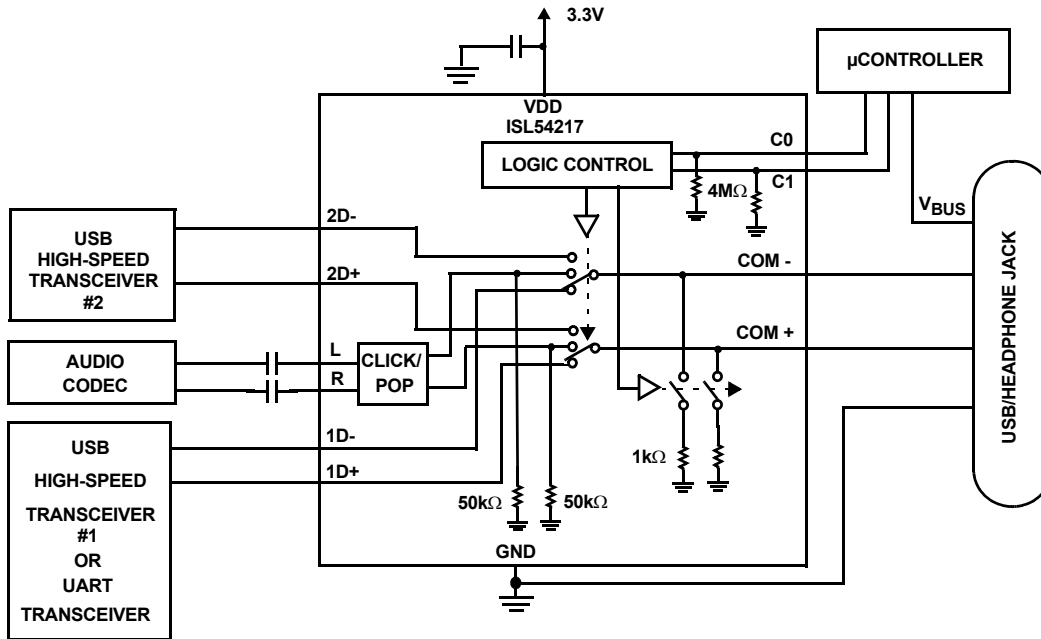 3.3V
µCONTROLLER
VDD
ISL54217
LOGIC CONTROL
C0
C1
4MΩ
VBUS
USB/HEADPHONE JACK
2D-
2D+
USB
HIGH-SPEED
TRANSCEIVER
#2
COM -
COM +
AUDIO
CODEC
L
R
CLICK/
POP
1D-
1D+
USB
HIGH-SPEED
TRANSCEIVER
#1
OR
UART
TRANSCEIVER
50kΩ
50kΩ
1kΩ
GND